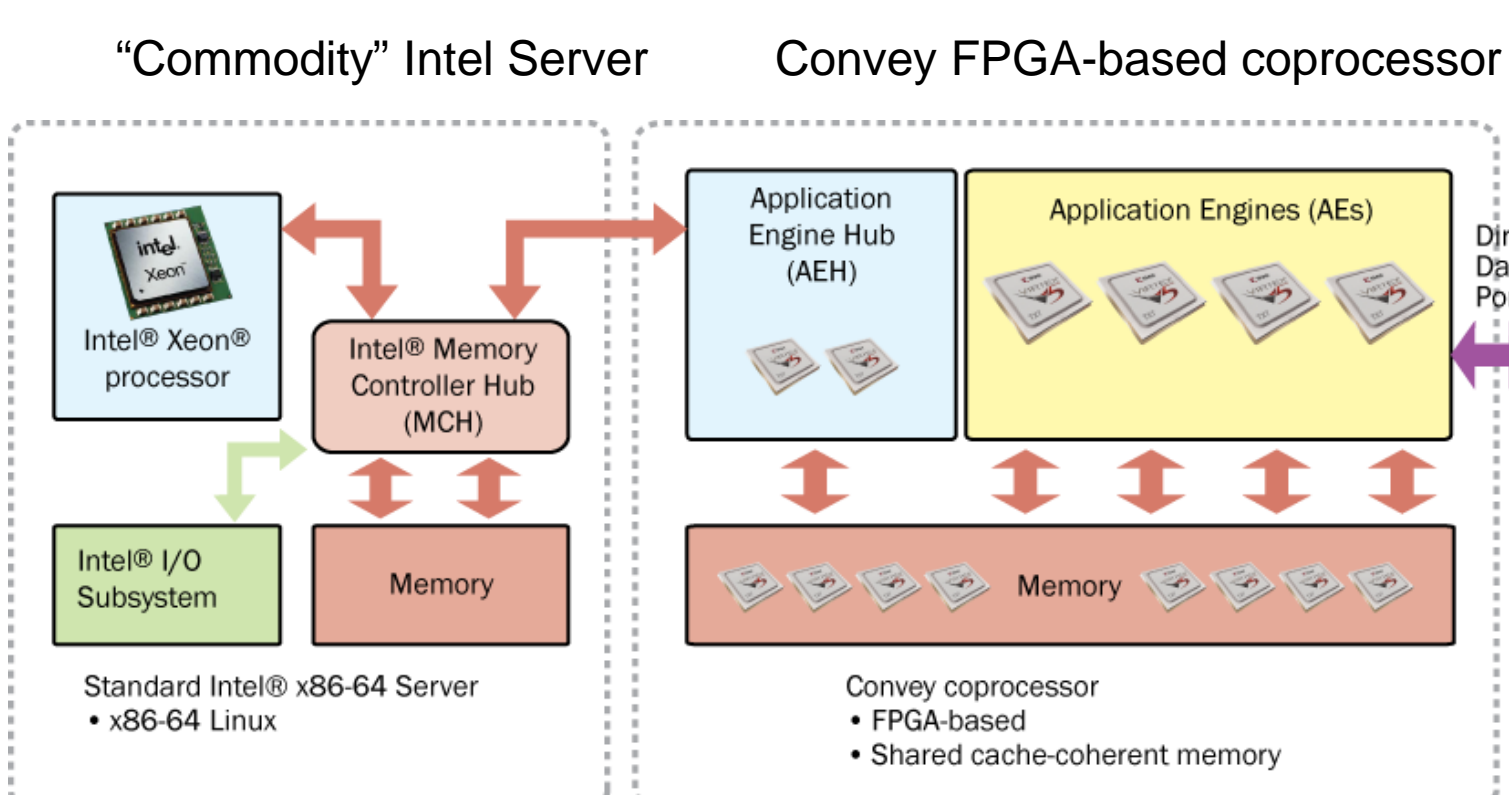 “Commodity” Intel Server
Convey FPGA-based coprocessor
intel
Xeon
Intel® Xeon®
processor
Intel® Memory
Controller Hub
(MCH)
Intel® I/O
Subsystem
Memory
Standard Intel® x86-64 Server
• x86-64 Linux
Application
Engine Hub
(AEH)
Application Engines (AEs)
Memory
Convey coprocessor
• FPGA-based
• Shared cache-coherent memory